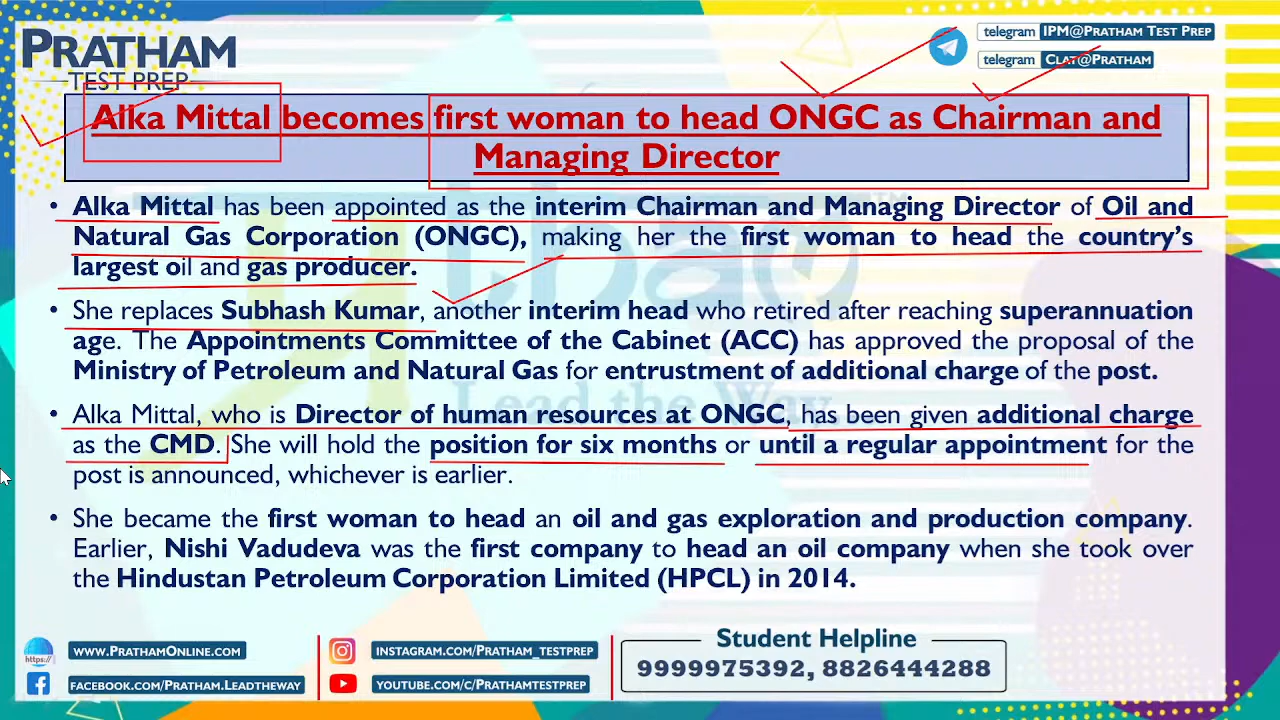 PRATHAM
TEST PREP
telegram IPM@PRATHAM TEST PREP
telegram CLAT@PRATHAM
Alka Mittal becomes first woman to head ONGC as Chairman and
Managing Director
• Alka Mittal has been appointed as the interim Chairman and Managing Director of Oil and
Natural Gas Corporation (ONGC), making her the first woman to head the country's
largest oil and gas producer.
• She replaces Subhash Kumar, another interim head who retired after reaching superannuation
age. The Appointments Committee of the Cabinet (ACC) has approved the proposal of the
Ministry of Petroleum and Natural Gas for entrustment of additional charge of the post.
• Alka Mittal, who is Director of human resources at ONGC, has been given additional charge
as the CMD. She will hold the position for six months or until a regular appointment for the
post is announced, whichever is earlier.
• She became the first woman to head an oil and gas exploration and production company.
Earlier, Nishi Vadudeva was the first company to head an oil company when she took over
the Hindustan Petroleum Corporation Limited (HPCL) in 2014.
Lead the Way
TM
https://
WWW.PRATHAMONLINE.COM
FACEBOOK.COM/PRATHAM.LEADTHEWAY
INSTAGRAM.COM/PRATHAM_TESTPREP
YOUTUBE.COM/C/PRATHAMTESTPREP
Student Helpline
9999975392, 8826444288